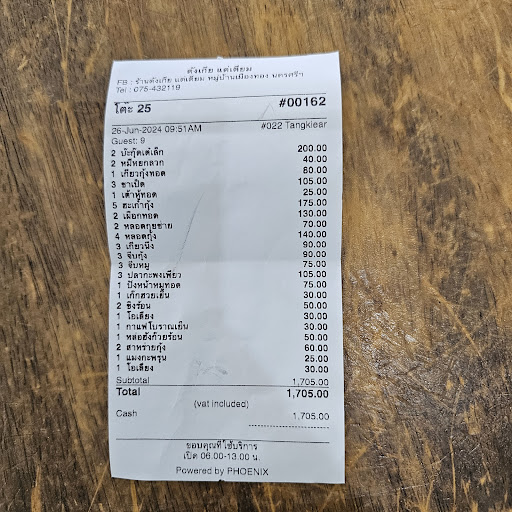 ตังเกีย แต่เตี้ยม
FB : ร้านตังเกีย แต่เตี้ยม หมู่บ้านเมืองทอง นครศรีฯ
Tel : 075-432119
โต๊ะ 25 #00162
26-Jun-2024 09:51AM #022 Tangkiear
Guest: 9
2 บะกุ๊ดเต๋เล็ก 200.00
2 หมี่หยกลวก 40.00
1 เกี๊ยวกุ้งทอด 80.00
3 ขาเป็ด 105.00
1 เต้าหู้ทอด 25.00
5 ฮะเก๋ากุ้ง 175.00
2 เผือกทอด 130.00
2 หลอดกุยช่าย 70.00
4 หลอดกุ้ง 140.00
3 เกี๊ยวนึ่ง 90.00
3 จีบกุ้ง 90.00
3 จีบหมู 75.00
3 ปลากะพงเพียว 105.00
1 ปังหน้าหมูทอด 75.00
1 เก๊กฮวยเย็น 30.00
2 ขิงร้อน 50.00
1 โอเลี้ยง 30.00
1 กาแฟโบราณเย็น 30.00
1 หล่อฮังก๊วยร้อน 50.00
2 สาหร่ายกุ้ง 60.00
1 แมงกะพรุน 25.00
1 โอเลี้ยง 30.00
Subtotal 1,705.00
Total 1,705.00
(vat included)
Cash 1,705.00
ขอบคุณที่ใช้บริการ
เปิด 06.00-13.00 น.
Powered by PHOENIX